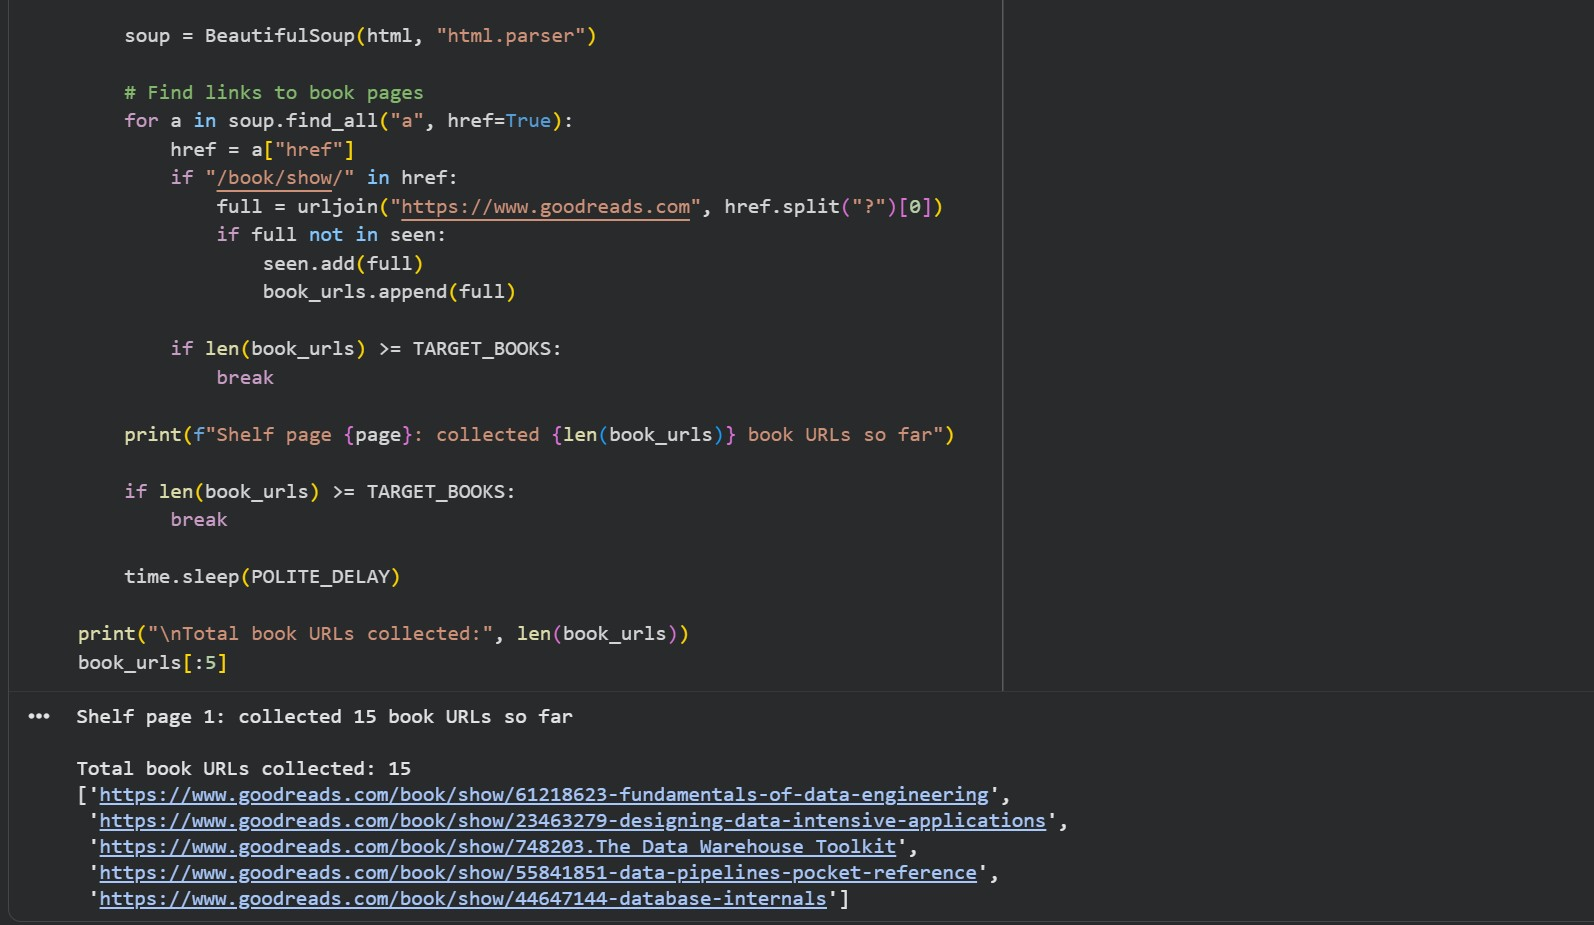 soup = BeautifulSoup(html, "html.parser")
# Find links to book pages
for a in soup.find_all("a", href=True):
href = a["href"]
if "/book/show/" in href:
full = urljoin("https://www.goodreads.com", href.split("?")[0])
if full not in seen:
seen.add(full)
book_urls.append(full)
if len(book_urls) >= TARGET_BOOKS:
break
print(f"Shelf page {page}: collected {len(book_urls)} book URLs so far")
if len(book_urls) >= TARGET_BOOKS:
break
time.sleep(POLITE_DELAY)
print("\nTotal book URLs collected:", len(book_urls))
book_urls[:5]
Shelf page 1: collected 15 book URLs so far
Total book URLs collected: 15
['https://www.goodreads.com/book/show/61218623-fundamentals-of-data-engineering',
'https://www.goodreads.com/book/show/23463279-designing-data-intensive-applications',
'https://www.goodreads.com/book/show/748203.The_Data_Warehouse_Toolkit',
'https://www.goodreads.com/book/show/55841851-data-pipelines-pocket-reference',
'https://www.goodreads.com/book/show/44647144-database-internals']